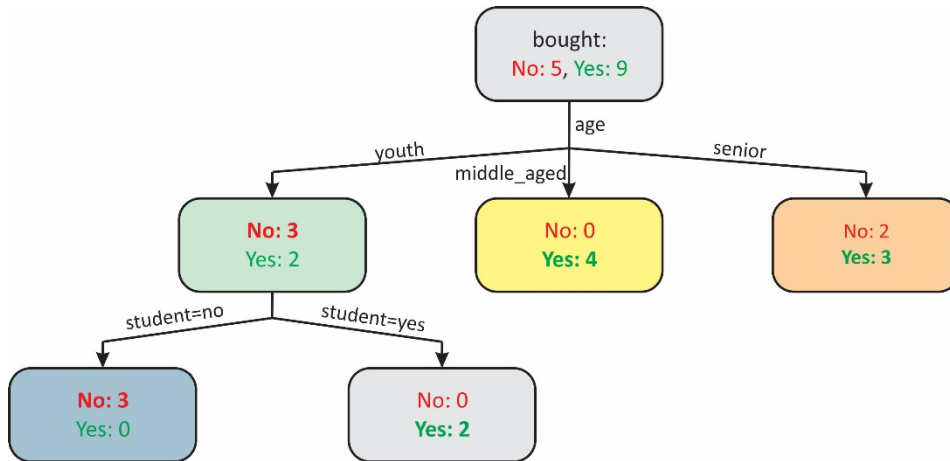 bought:
No: 5, Yes: 9
age
youth
middle_aged
senior
No: 3
Yes: 2
No: 0
Yes: 4
No: 2
Yes: 3
student=no
student=yes
No: 3
Yes: 0
No: 0
Yes: 2